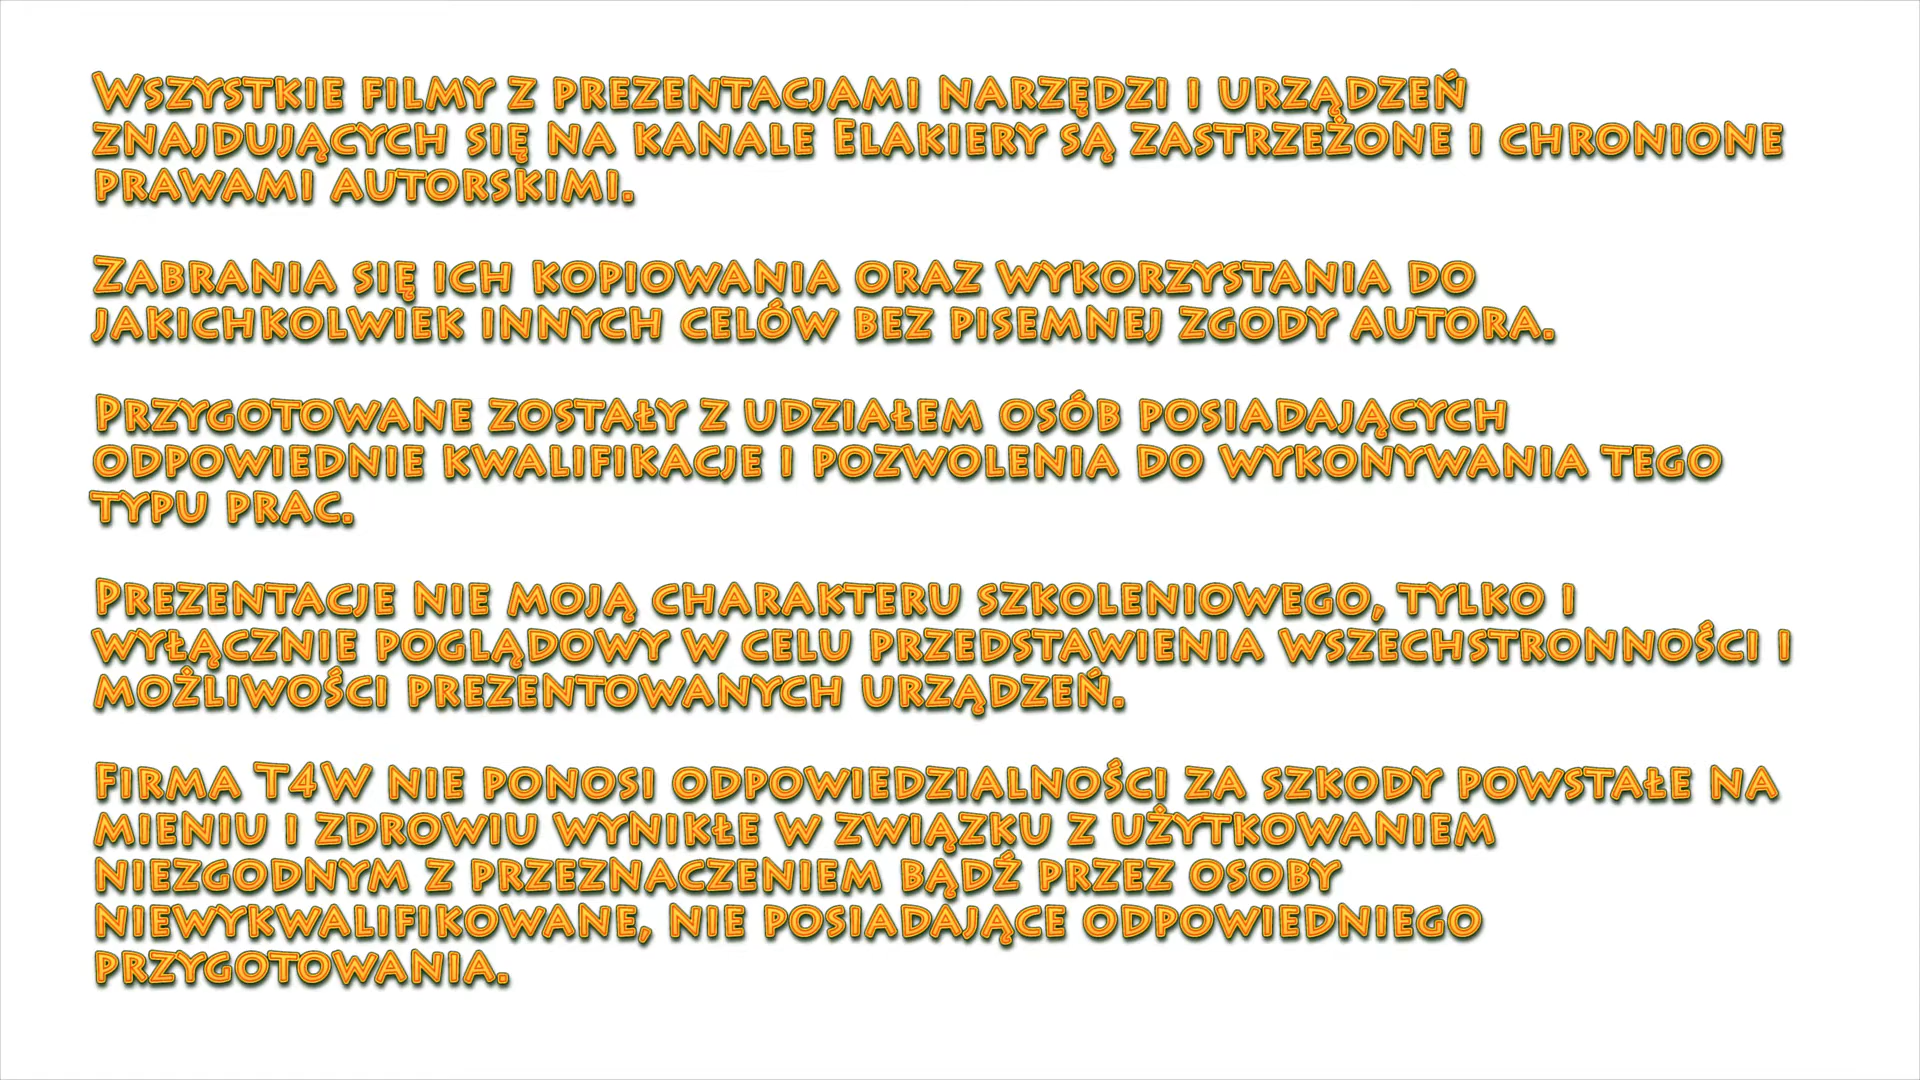 Wszystkie filmy z prezentacjami narzędzi i urządzeń
znajdujących się na kanale Elakiery są zastrzeżone i chronione
prawami autorskimi.
Zabrania się ich kopiowania oraz wykorzystania do
jakichkolwiek innych celów bez pisemnej zgody autora.
Przygotowane zostały z udziałem osób posiadających
odpowiednie kwalifikacje i pozwolenia do wykonywania tego
typu prac.
Prezentacje nie moją charakteru szkoleniowego, tylko i
wyłącznie poglądowy w celu przedstawienia wszechstronności i
możliwości prezentowanych urządzeń.
Firma T4W nie ponosi odpowiedzialności za szkody powstałe na
mieniu i zdrowiu wynikłe w związku z użytkowaniem
niezgodnym z przeznaczeniem bądź przez osoby
niewykwalifikowane, nie posiadające odpowiedniego
przygotowania.